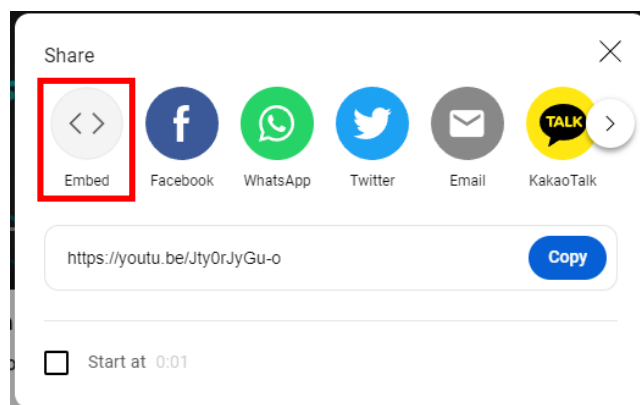 Share
TALK
Embed Facebook WhatsApp Twitter Email KakaoTalk
https://youtu.be/Jty0rJyGu-o
Copy
Start at 0:01